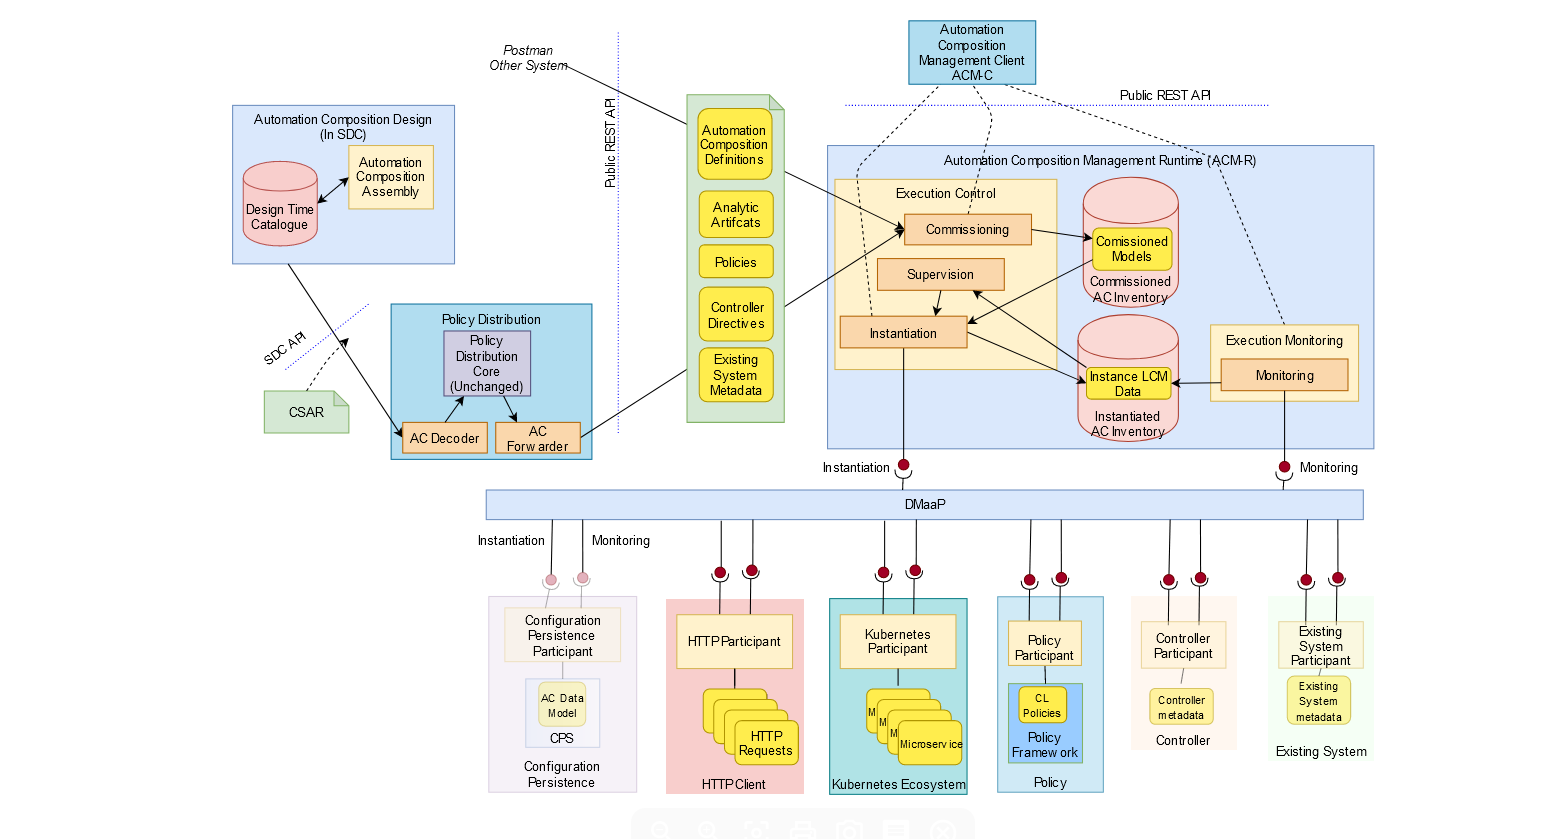 Postman
Other System
Public REST API
Automation
Composition
Management Client
ACM-C
Public REST API
Automation Composition Design
(In SDC)
Automation
Composition
Assembly
Design Time
Catalogue
SDC API
CSAR
Policy Distribution
Policy
Distribution
Core
(Unchanged)
AC Decoder
AC
Forwarder
Automation
Composition
Definitions
Analytic
Artifcats
Policies
Controller
Directives
Existing
System
Metadata
Automation Composition Management Runtime (ACM-R)
Execution Control
Commissioning
Supervision
Instantiation
Comissioned
Models
Commissioned
AC Inventory
Instance LCM
Data
Instantiated
AC Inventory
Execution Monitoring
Monitoring
Instantiation
Monitoring
DMaaP
Instantiation
Monitoring
Configuration
Persistence
Participant
AC Data
Model
CPS
Configuration
Persistence
HTTP Participant
HTTP
Requests
HTTP Client
Kubernetes
Participant
M
M
M
Microservice
Kubernetes Ecosystem
Policy
Participant
CL
Policies
Policy
Framework
Policy
Controller
Participant
Controller
metadata
Controller
Existing
System
Participant
Existing
System
metadata
Existing System